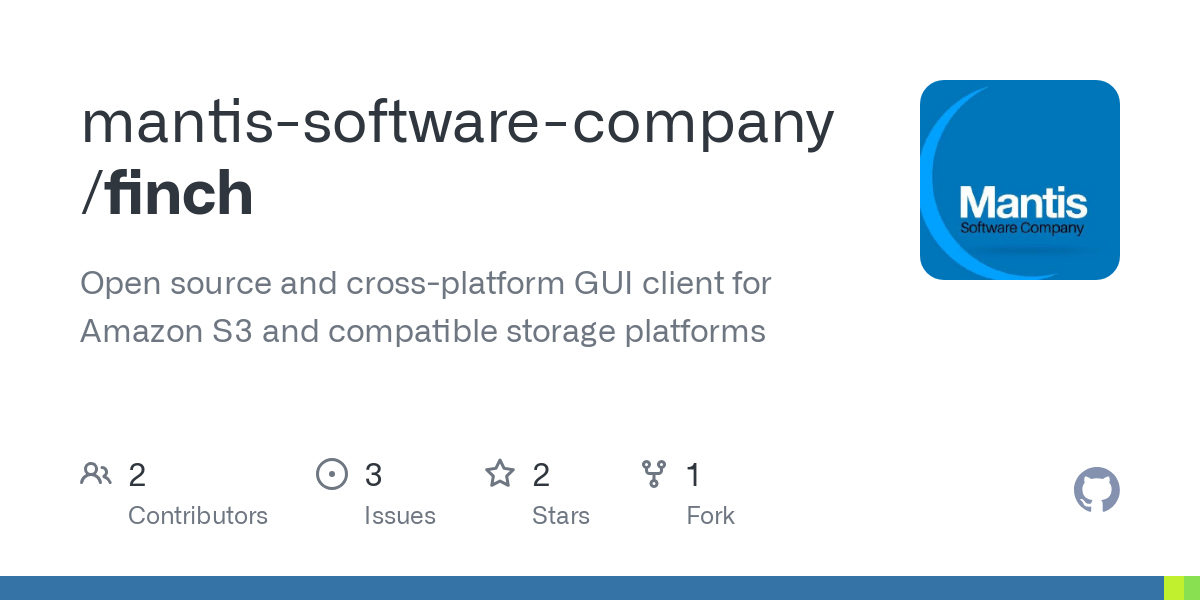 mantis-software-company
/finch
Mantis
Software Company
Open source and cross-platform GUI client for
Amazon S3 and compatible storage platforms
2
Contributors
3
Issues
2
Stars
1
Fork